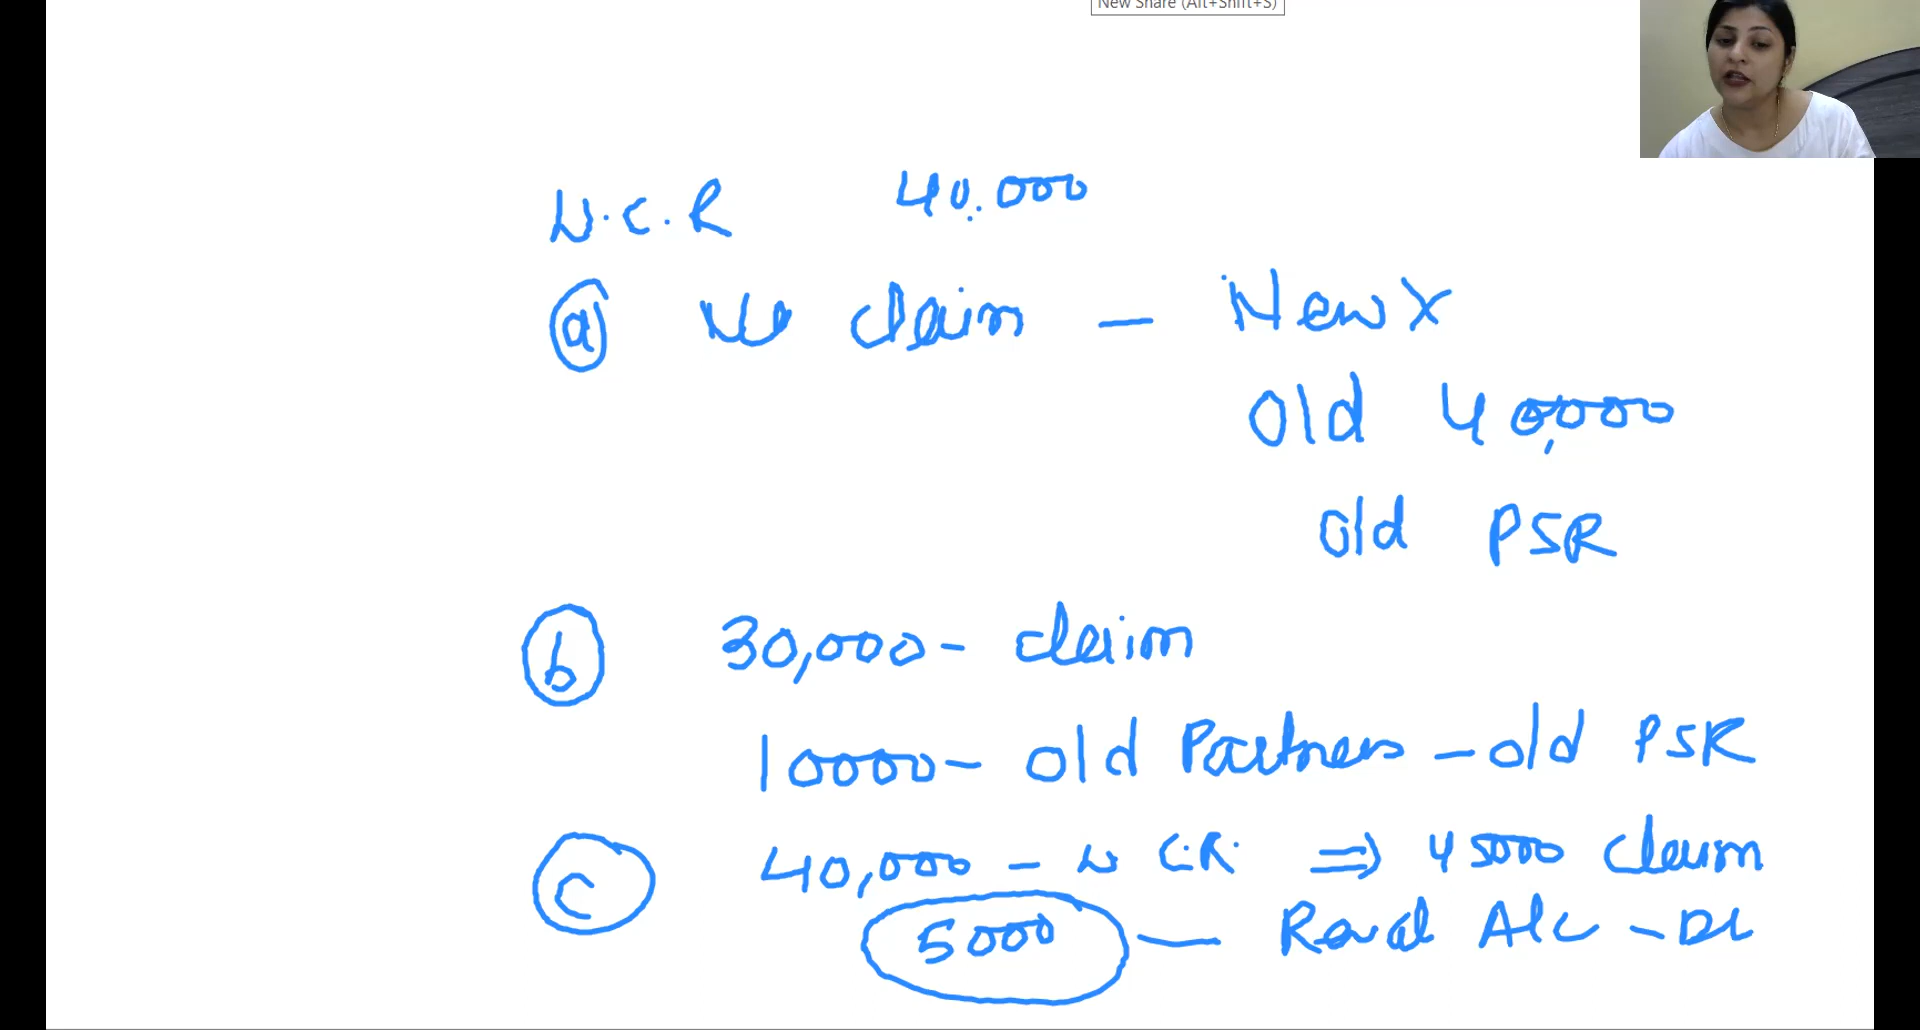 New Share (Alt+Shift+S)
W.C.R 40,000
(a) No claim — New X
Old 40,000
Old PSR
(b) 30,000 - claim
10000 - old Partners - old PSR
(c) 40,000 - W C.R. ⇒ 45000 claim
5000 — Reval A/c - Dr